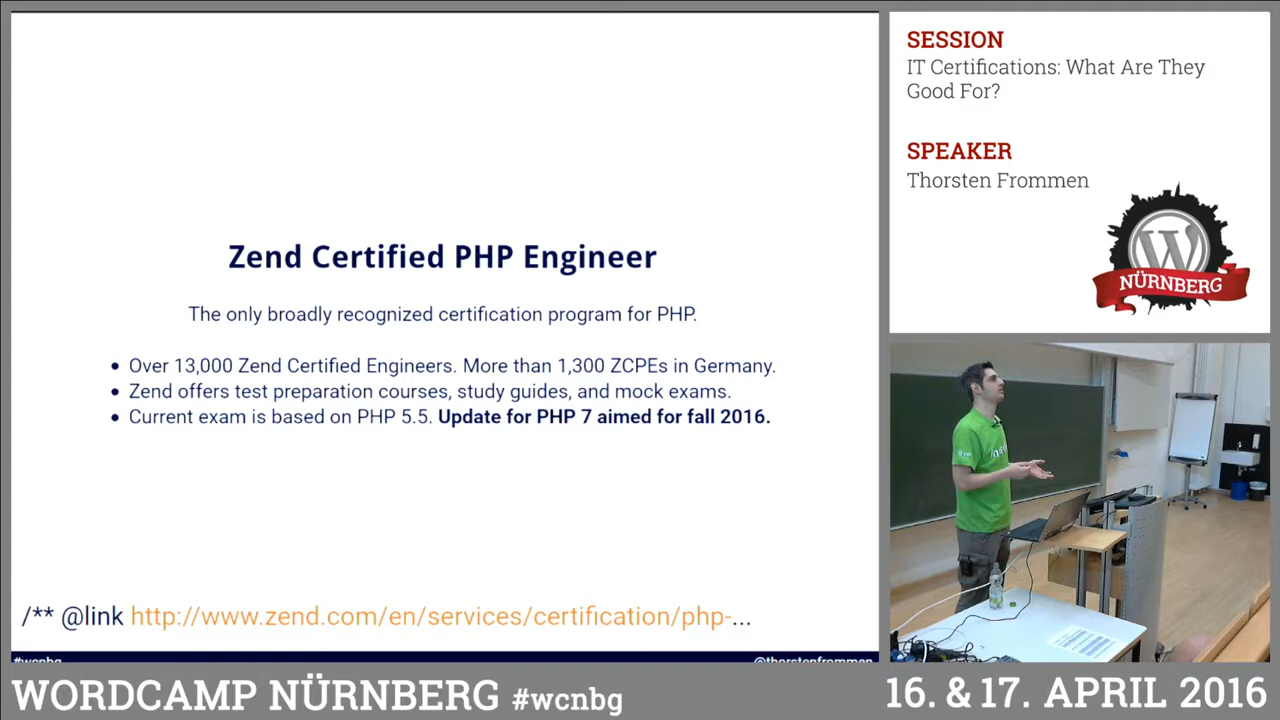 Zend Certified PHP Engineer
The only broadly recognized certification program for PHP.
• Over 13,000 Zend Certified Engineers. More than 1,300 ZCPEs in Germany.
• Zend offers test preparation courses, study guides, and mock exams.
• Current exam is based on PHP 5.5. Update for PHP 7 aimed for fall 2016.
/** @link http://www.zend.com/en/services/certification/php-...
#wcnbg
@thorstenfrommen
SESSION
IT Certifications: What Are They
Good For?
SPEAKER
Thorsten Frommen
W
NÜRNBERG
WORDCAMP NÜRNBERG #wcnbg
16. & 17. APRIL 2016